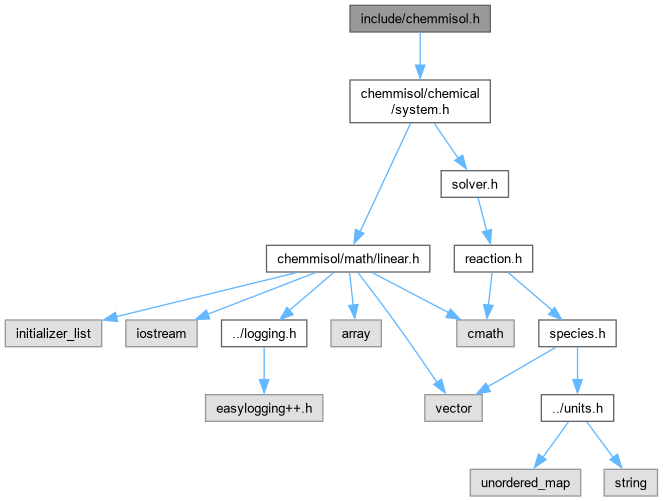 include/chemmisol.h
chemmisol/chemical
/system.h
solver.h
chemmisol/math/linear.h
reaction.h
initializer_list
iostream
../logging.h
array
cmath
species.h
easylogging++.h
vector
../units.h
unordered_map
string